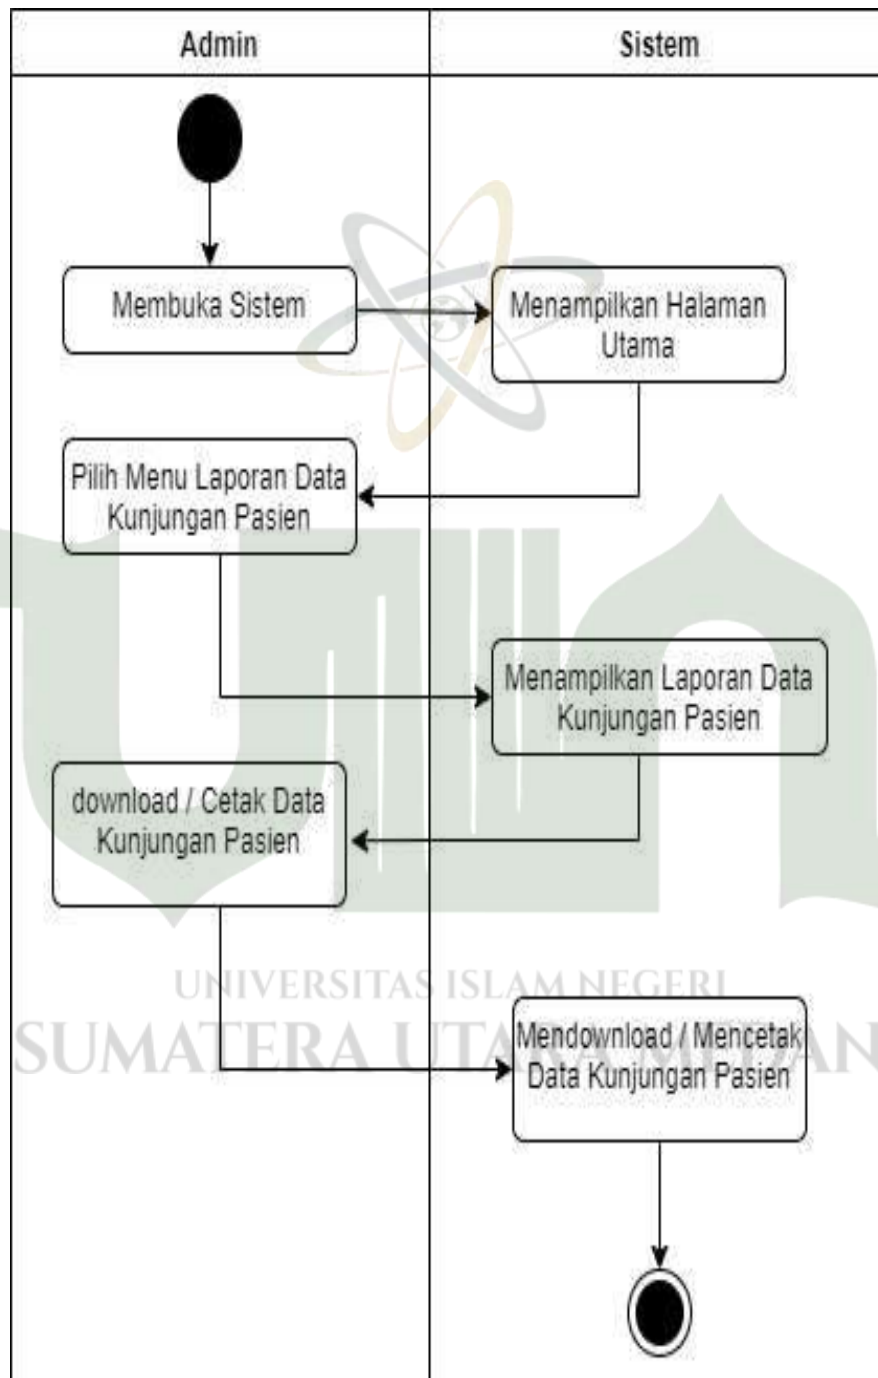 Admin
Sistem
Membuka Sistem
Menampilkan Halaman
Utama
Pilih Menu Laporan Data
Kunjungan Pasien
Menampilkan Laporan Data
Kunjungan Pasien
download / Cetak Data
Kunjungan Pasien
UNIVERSITAS ISLAM NEGERI
SUMATERA UTARA MEDAN
Mendownload / Mencetak
Data Kunjungan Pasien